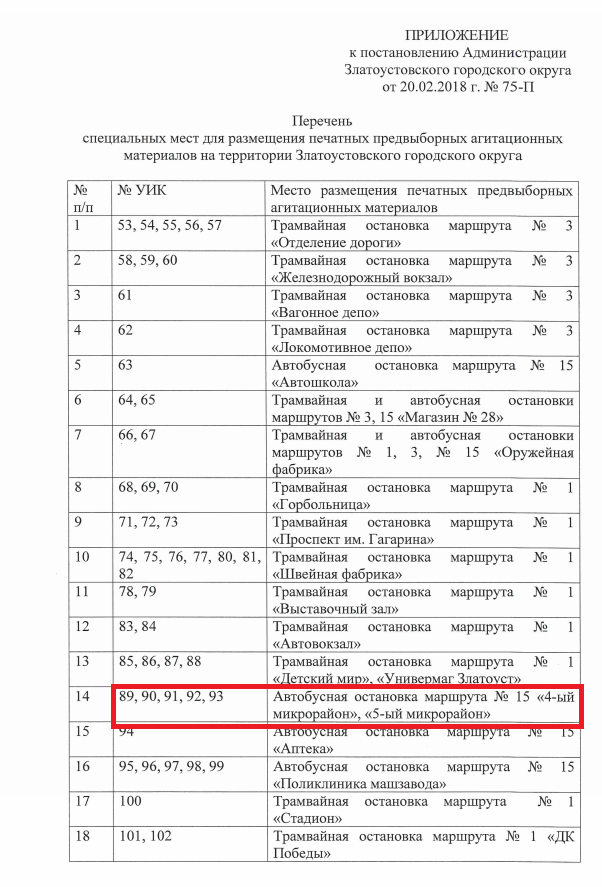 ПРИЛОЖЕНИЕ
к постановлению Администрации
Златоустовского городского округа
от 20.02.2018 г. № 75-П
Перечень
специальных мест для размещения печатных предвыборных агитационных
материалов на территории Златоустовского городского округа
№ № УИК Место размещения печатных предвыборных
п/п агитационных материалов
1 53, 54, 55, 56, 57 Трамвайная остановка маршрута № 3
«Отделение дороги»
2 58, 59, 60 Трамвайная остановка маршрута № 3
«Железнодорожный вокзал»
3 61 Трамвайная остановка маршрута № 3
«Вагонное депо»
4 62 Трамвайная остановка маршрута № 3
«Локомотивное депо»
5 63 Автобусная остановка маршрута № 15
«Автошкола»
6 64, 65 Трамвайная и автобусная остановки
маршрутов № 3, 15 «Магазин № 28»
7 66, 67 Трамвайная и автобусная остановки
маршрутов № 1, 3, № 15 «Оружейная
фабрика»
8 68, 69, 70 Трамвайная остановка маршрута № 1
«Горбольница»
9 71, 72, 73 Трамвайная остановка маршрута № 1
«Проспект им. Гагарина»
10 74, 75, 76, 77, 80, 81, Трамвайная остановка маршрута № 1
82 «Швейная фабрика»
11 78, 79 Трамвайная остановка маршрута № 1
«Выставочный зал»
12 83, 84 Трамвайная остановка маршрута № 1
«Автовокзал»
13 85, 86, 87, 88 Трамвайная остановка маршрута № 1
«Детский мир», «Универмаг Златоуст»
14 89, 90, 91, 92, 93 Автобусная остановка маршрута № 15 «4-ый
микрорайон», «5-ый микрорайон»
15 94 Автобусная остановка маршрута № 15
«Аптека»
16 95, 96, 97, 98, 99 Автобусная остановка маршрута № 15
«Поликлиника машзавода»
17 100 Трамвайная остановка маршрута № 1
«Стадион»
18 101, 102 Трамвайная остановка маршрута № 1 «ДК
Победы»